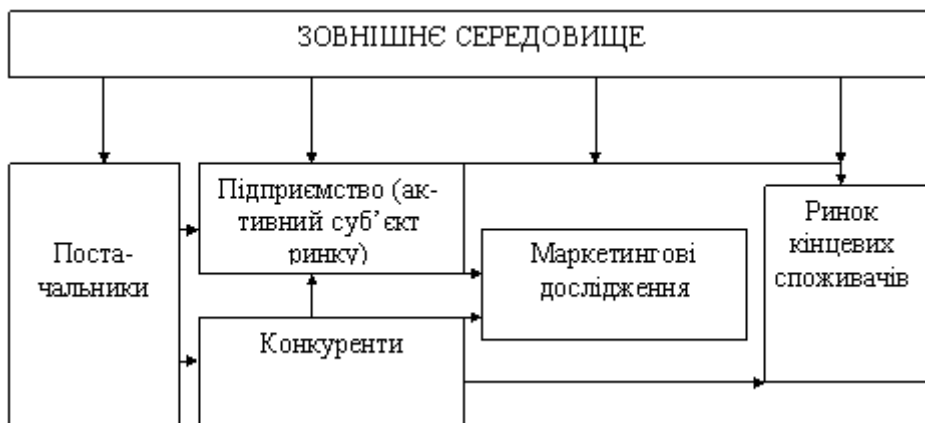 ЗОВНІШНЄ СЕРЕДОВИЩЕ
Поста-
чальники
Підприємство (ак-
тивний суб’єкт
ринку)
Конкуренти
Маркетингові
дослідження
Ринок
кінцевих
споживачів